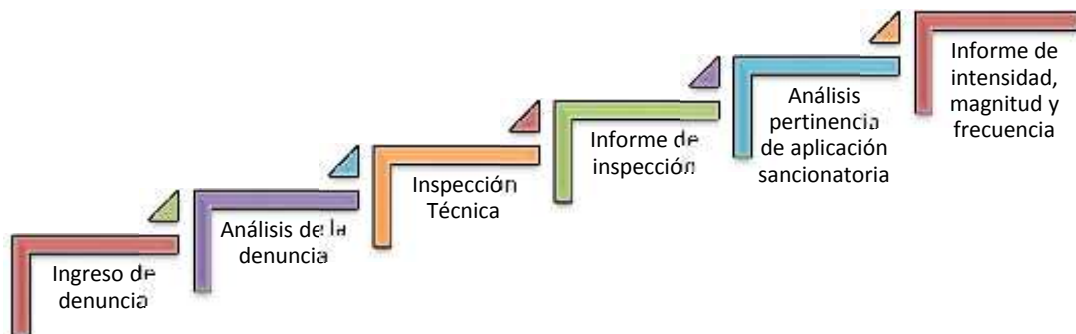 Ingreso de
denuncia
Análisis de la
denuncia
Inspección
Técnica
Informe de
inspección
Análisis
pertinencia
de aplicación
sancionatoria
Informe de
intensidad,
magnitud y
frecuencia